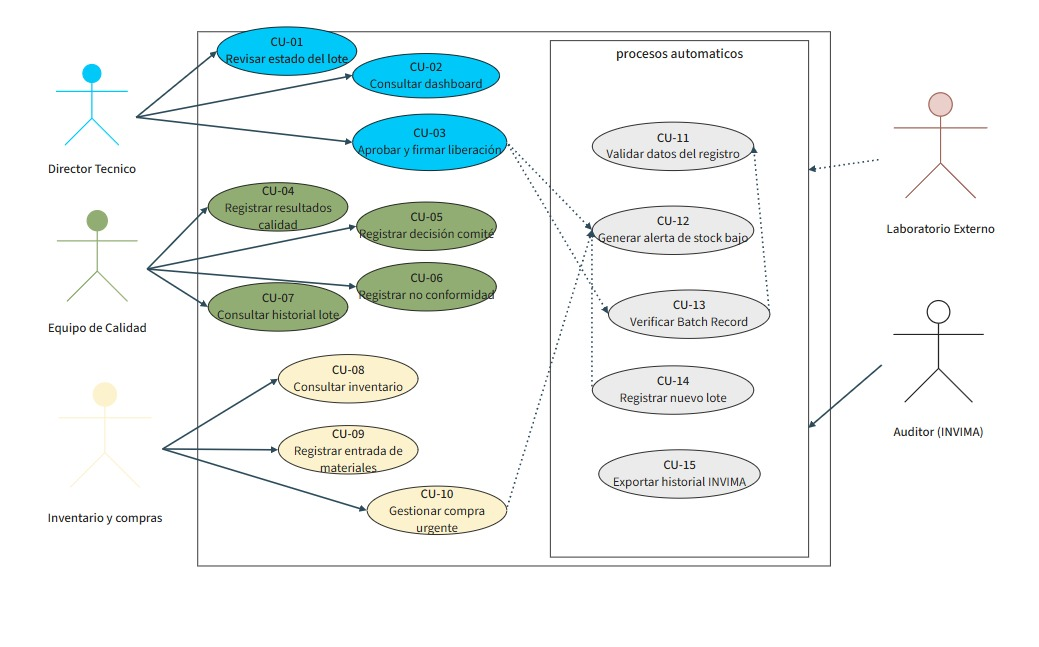 CU-01
Revisar estado del lote
CU-02
Consultar dashboard
CU-03
Aprobar y firmar liberación
Director Tecnico
CU-04
Registrar resultados
calidad
CU-05
Registrar decisión comité
CU-06
Registrar no conformidad
CU-07
Consultar historial lote
Equipo de Calidad
CU-08
Consultar inventario
CU-09
Registrar entrada de
materiales
CU-10
Gestionar compra
urgente
Inventario y compras
procesos automaticos
CU-11
Validar datos del registro
CU-12
Generar alerta de stock bajo
CU-13
Verificar Batch Record
CU-14
Registrar nuevo lote
CU-15
Exportar historial INVIMA
Laboratorio Externo
Auditor (INVIMA)